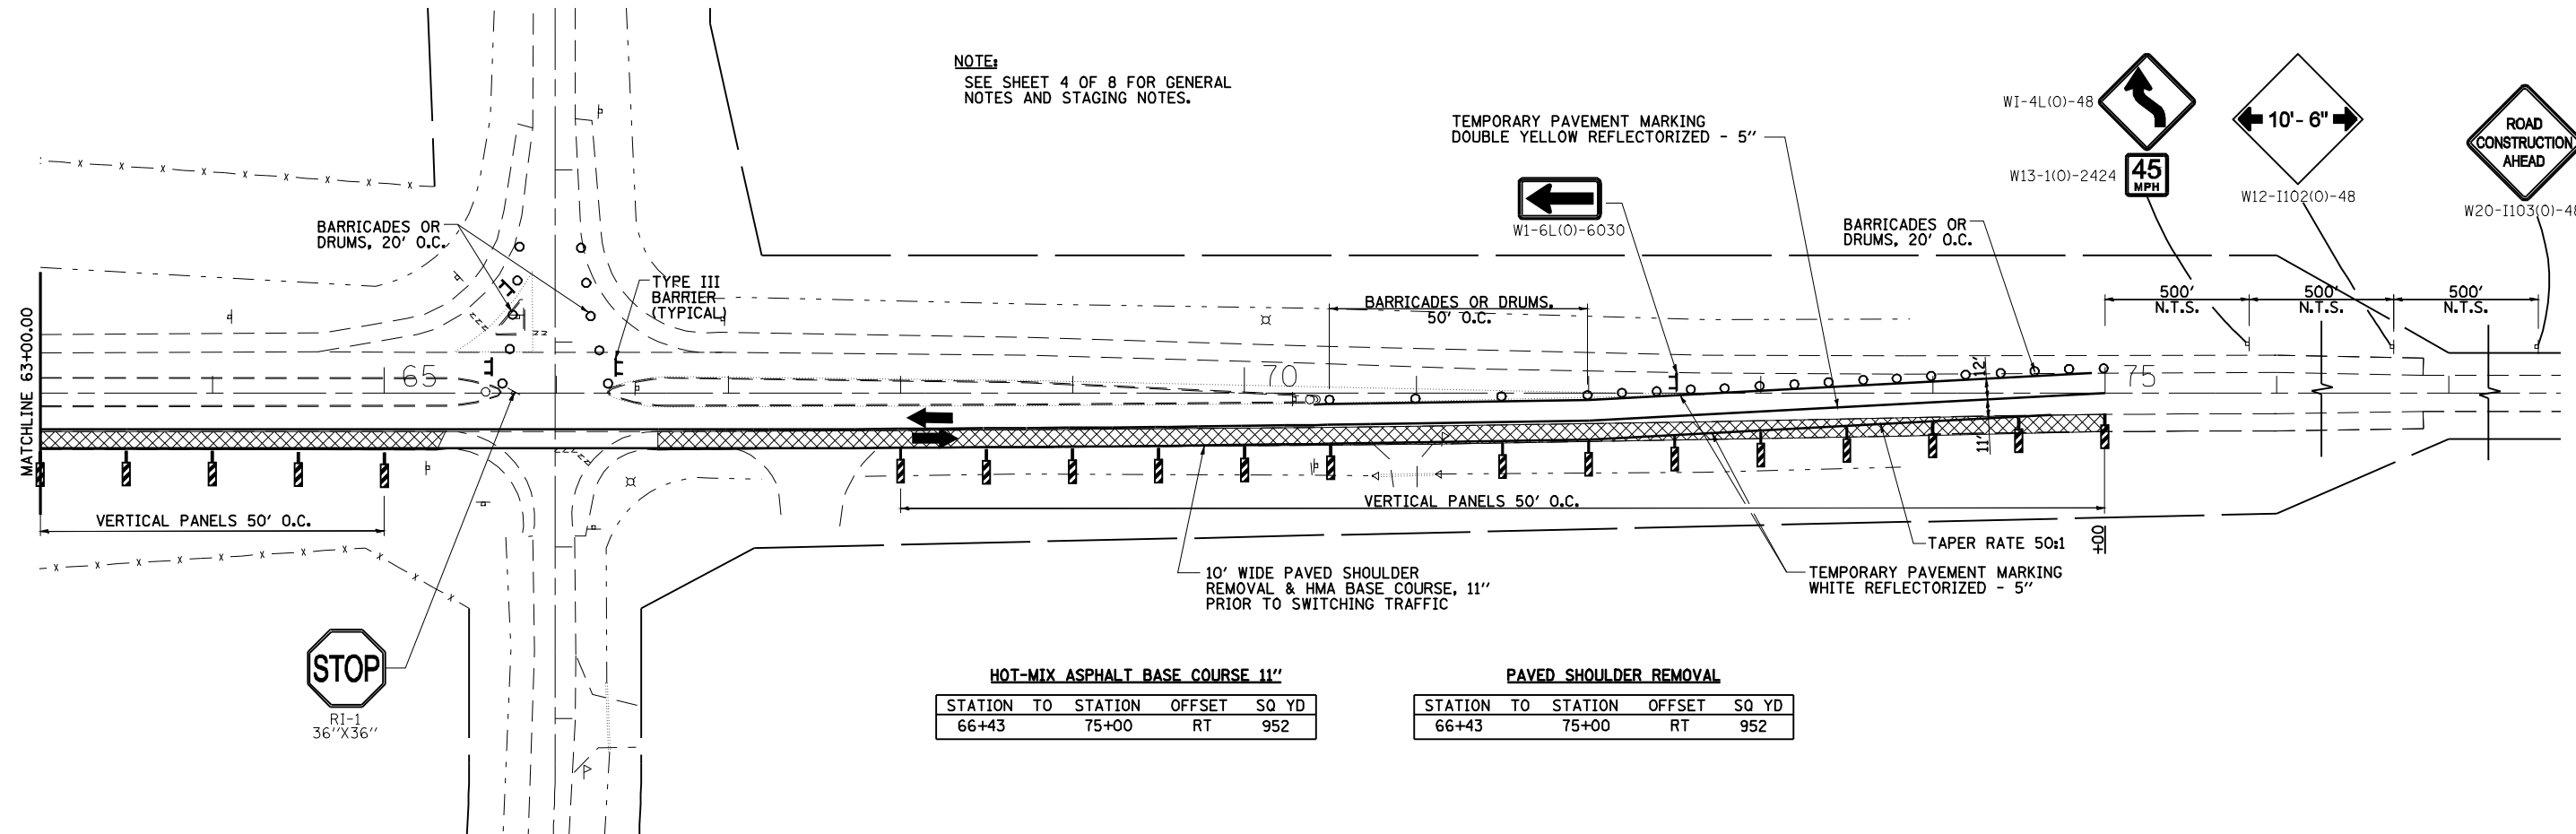 NOTE:
SEE SHEET 4 OF 8 FOR GENERAL
NOTES AND STAGING NOTES.
TEMPORARY PAVEMENT MARKING
DOUBLE YELLOW REFLECTORIZED - 5"
WI-4L(O)-48
45
MPH
W13-1(O)-2424
10'- 6"
W12-I102(O)-48
ROAD
CONSTRUCTION
AHEAD
W20-I103(O)-48
W1-6L(O)-6030
BARRICADES OR
DRUMS, 20' O.C.
BARRICADES OR
DRUMS, 20' O.C.
TYPE III
BARRIER
(TYPICAL)
BARRICADES OR DRUMS.
50' O.C.
500'
N.T.S.
500'
N.T.S.
500'
N.T.S.
MATCHLINE 63+00.00
65
70
75
12'
11'
VERTICAL PANELS 50' O.C.
VERTICAL PANELS 50' O.C.
+00
TAPER RATE 50:1
10' WIDE PAVED SHOULDER
REMOVAL & HMA BASE COURSE, 11"
PRIOR TO SWITCHING TRAFFIC
TEMPORARY PAVEMENT MARKING
WHITE REFLECTORIZED - 5"
STOP
RI-1
36"X36"
HOT-MIX ASPHALT BASE COURSE 11"
STATION TO STATION OFFSET SQ YD
66+43 75+00 RT 952
PAVED SHOULDER REMOVAL
STATION TO STATION OFFSET SQ YD
66+43 75+00 RT 952